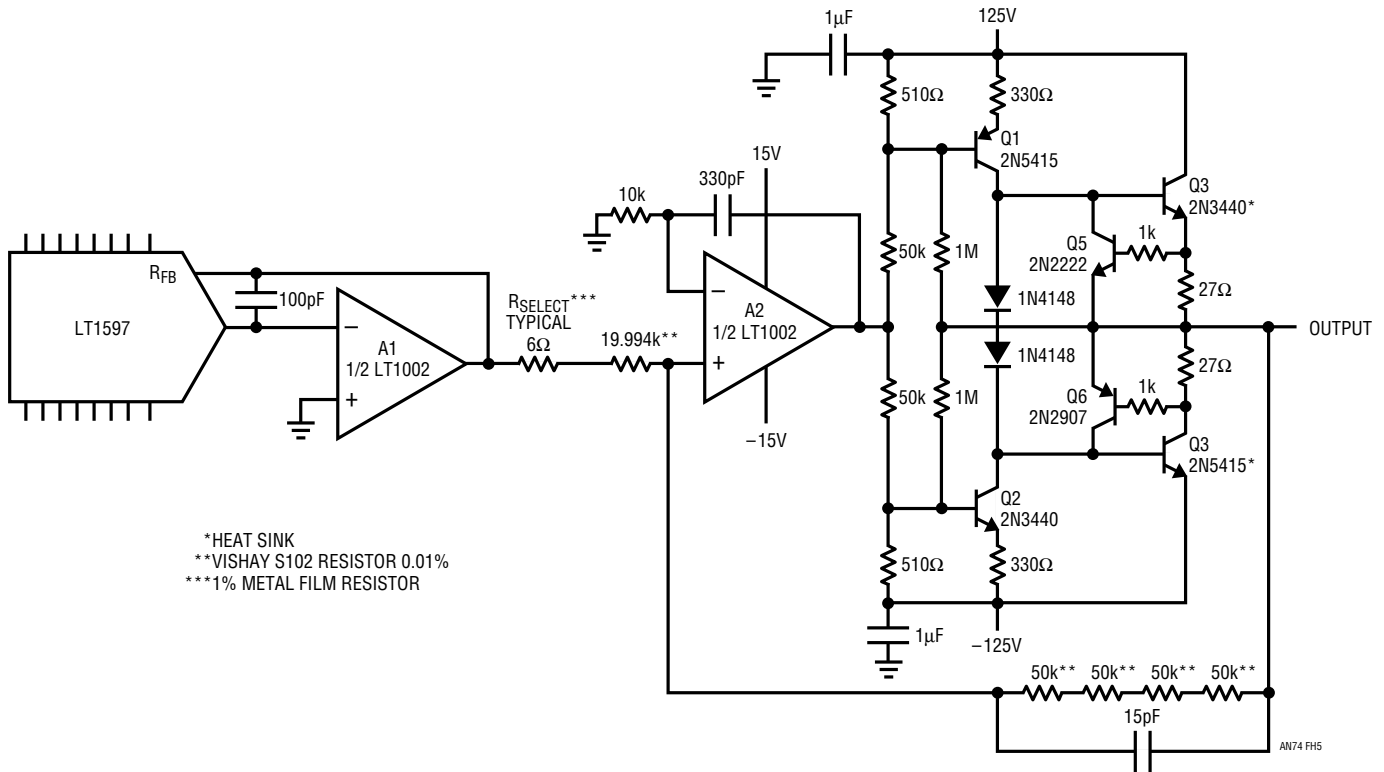 1µF
125V
510Ω
330Ω
Q1
2N5415
15V
330pF
10k
Q3
2N3440*
Q5
2N2222
1k
50k
1M
27Ω
RFB
100pF
LT1597
−
A1
1/2 LT1002
+
RSELECT***
TYPICAL
6Ω
19.994k**
−
A2
1/2 LT1002
+
1N4148
OUTPUT
1N4148
27Ω
50k
1M
Q6
2N2907
1k
−15V
Q3
2N5415*
Q2
2N3440
*HEAT SINK
**VISHAY S102 RESISTOR 0.01%
***1% METAL FILM RESISTOR
510Ω
330Ω
1µF
−125V
50k** 50k** 50k** 50k**
15pF
AN74 FH5